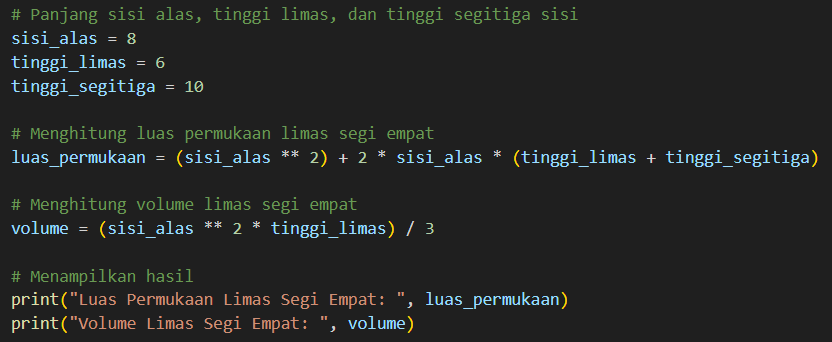 # Panjang sisi alas, tinggi limas, dan tinggi segitiga sisi
sisi_alas = 8
tinggi_limas = 6
tinggi_segitiga = 10
# Menghitung luas permukaan limas segi empat
luas_permukaan = (sisi_alas ** 2) + 2 * sisi_alas * (tinggi_limas + tinggi_segitiga)
# Menghitung volume limas segi empat
volume = (sisi_alas ** 2 * tinggi_limas) / 3
# Menampilkan hasil
print("Luas Permukaan Limas Segi Empat: ", luas_permukaan)
print("Volume Limas Segi Empat: ", volume)